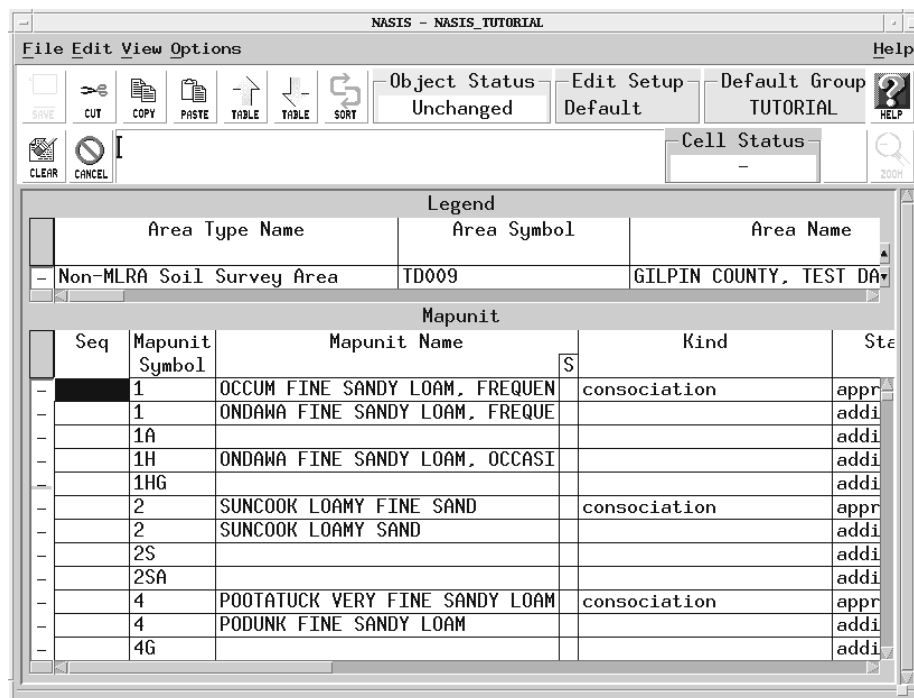 NASIS - NASIS_TUTORIAL
File Edit View Options Help
SAVE CUT COPY PASTE TABLE TABLE SORT Object Status Unchanged Edit Setup Default Default Group TUTORIAL HELP
CLEAR CANCEL Cell Status - ZOOM
Legend
Area Type Name Area Symbol Area Name
Non-MLRA Soil Survey Area TD009 GILPIN COUNTY, TEST DA
Mapunit
Seq Mapunit Symbol Mapunit Name S Kind Sta
1 OCCUM FINE SANDY LOAM, FREQUEN consociation appr
1 ONDAWA FINE SANDY LOAM, FREQUE addi
1A addi
1H ONDAWA FINE SANDY LOAM, OCCASI addi
1HG addi
2 SUNCOOK LOAMY FINE SAND consociation appr
2 SUNCOOK LOAMY SAND addi
2S addi
2SA addi
4 POOTATUCK VERY FINE SANDY LOAM consociation appr
4 PODUNK FINE SANDY LOAM addi
4G addi